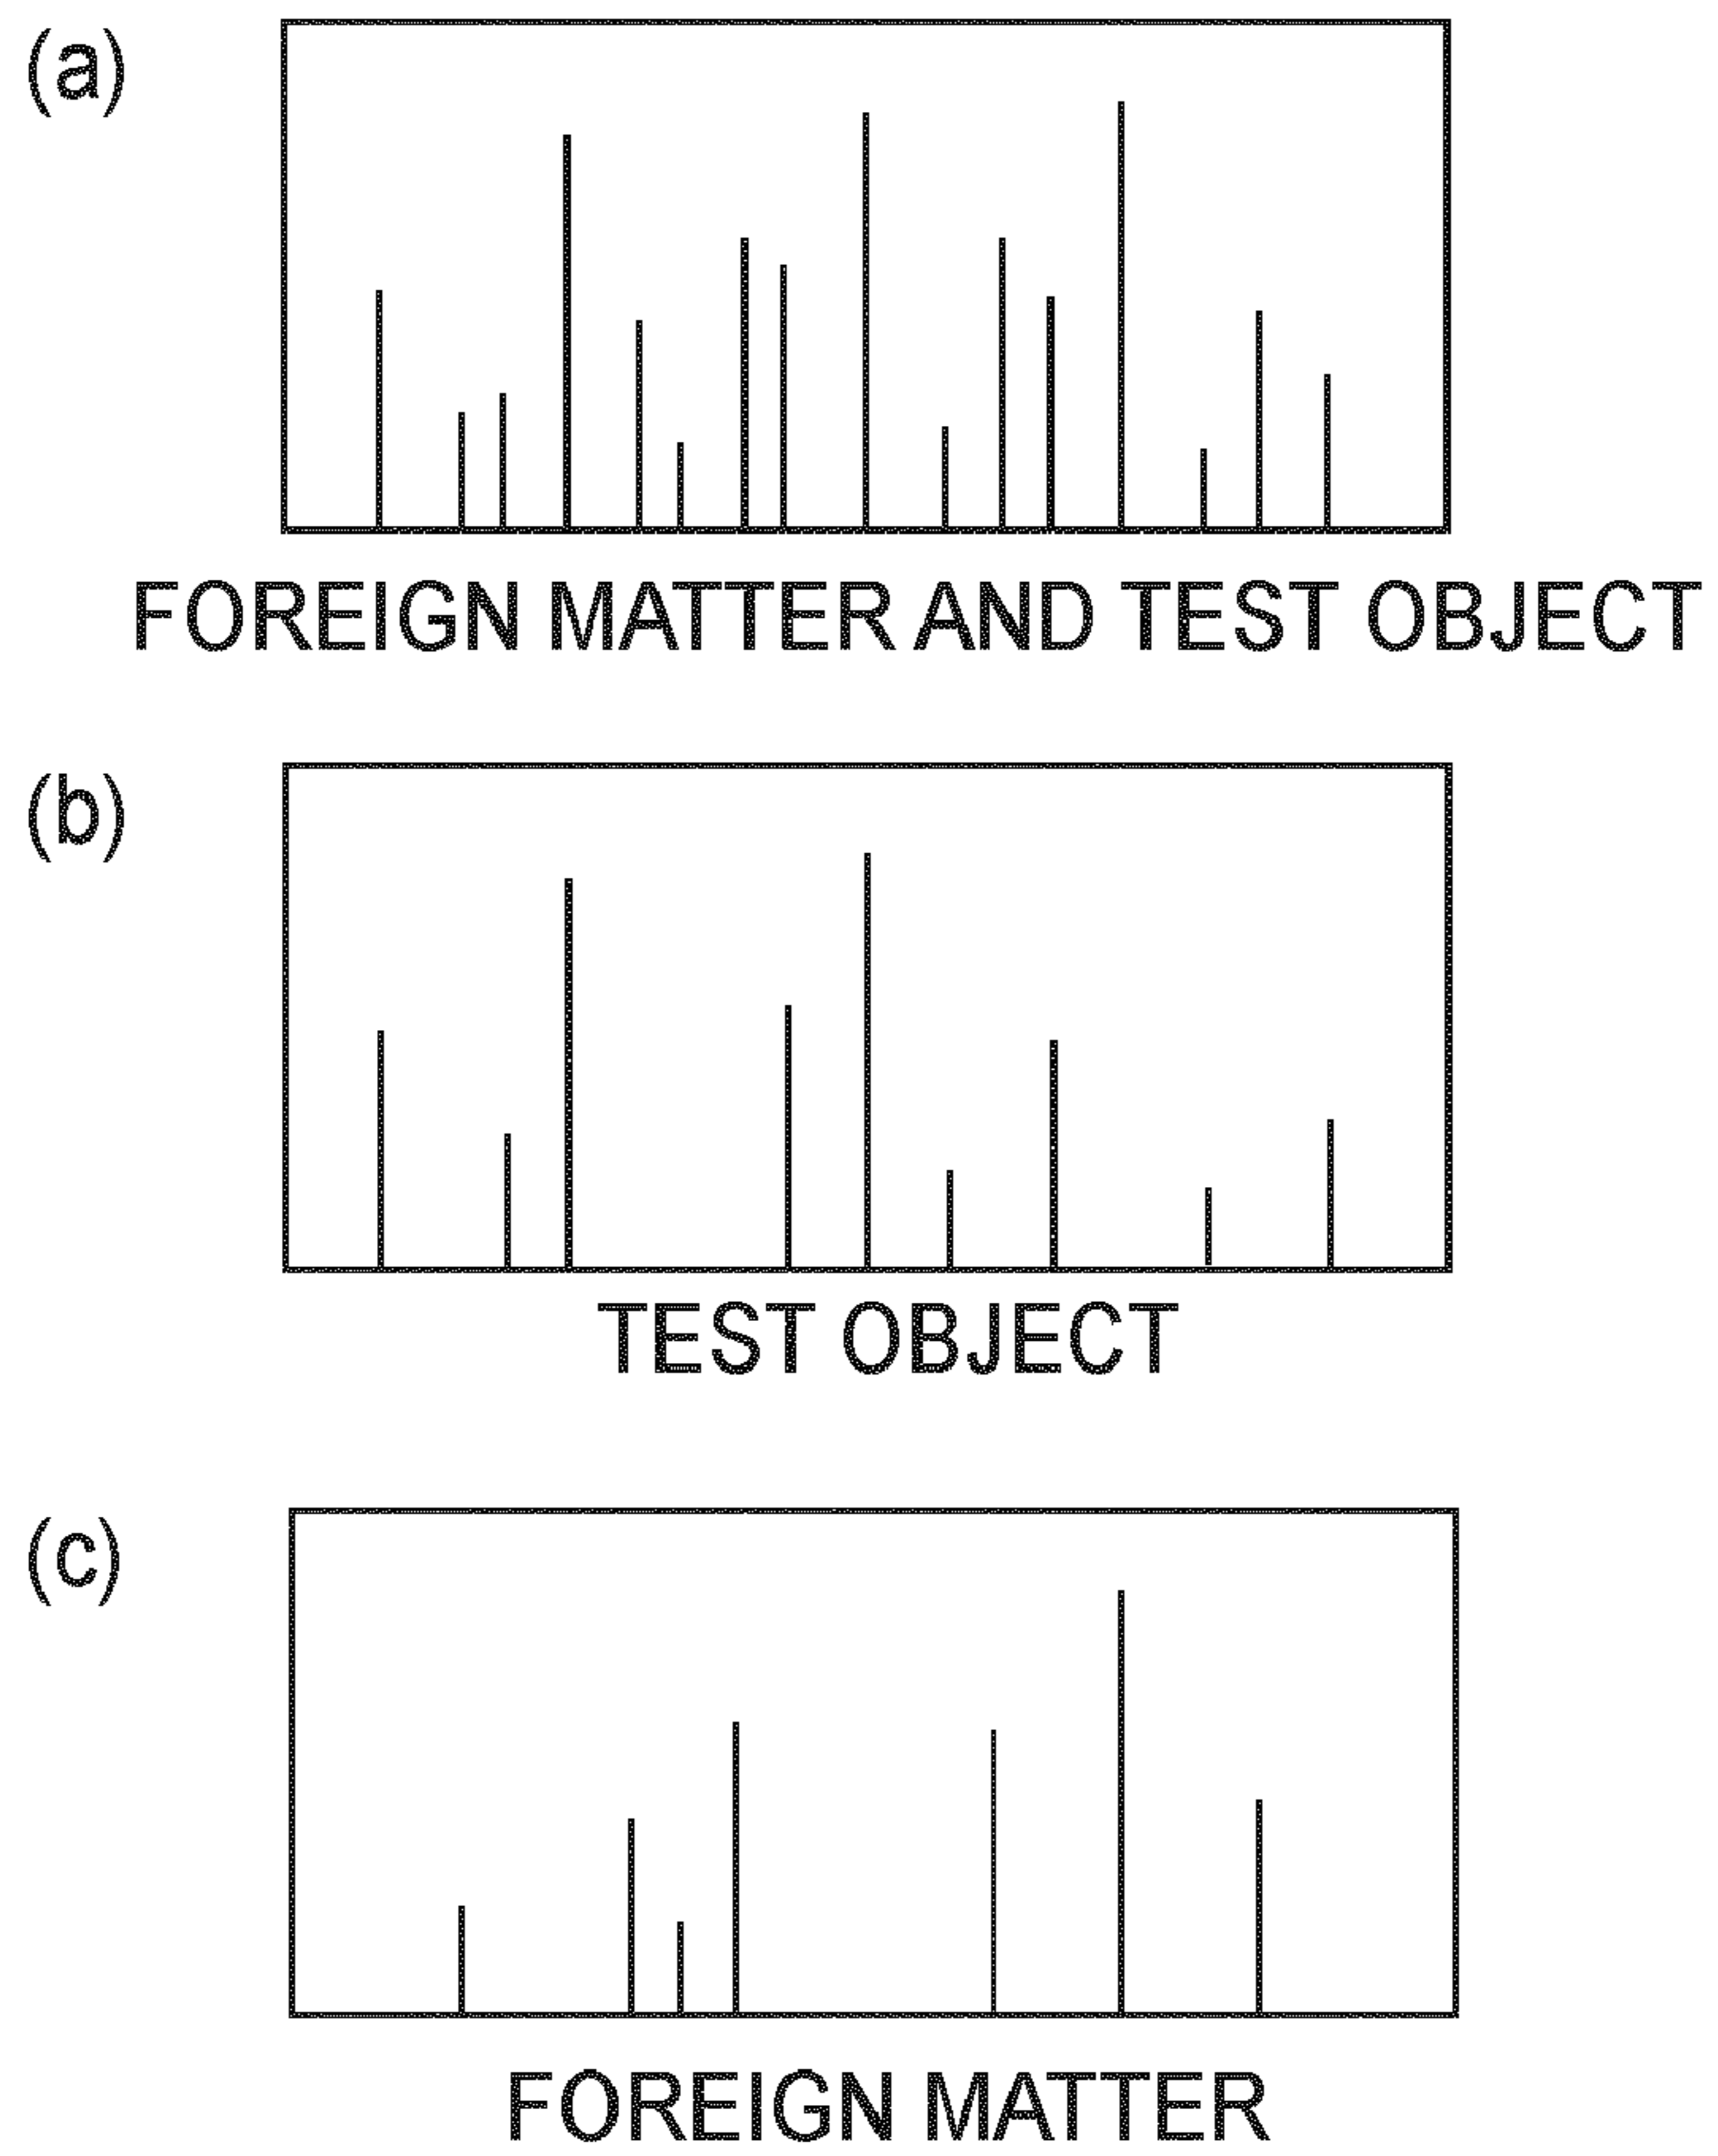 (a)
FOREIGN MATTER AND TEST OBJECT
(b)
TEST OBJECT
(c)
FOREIGN MATTER